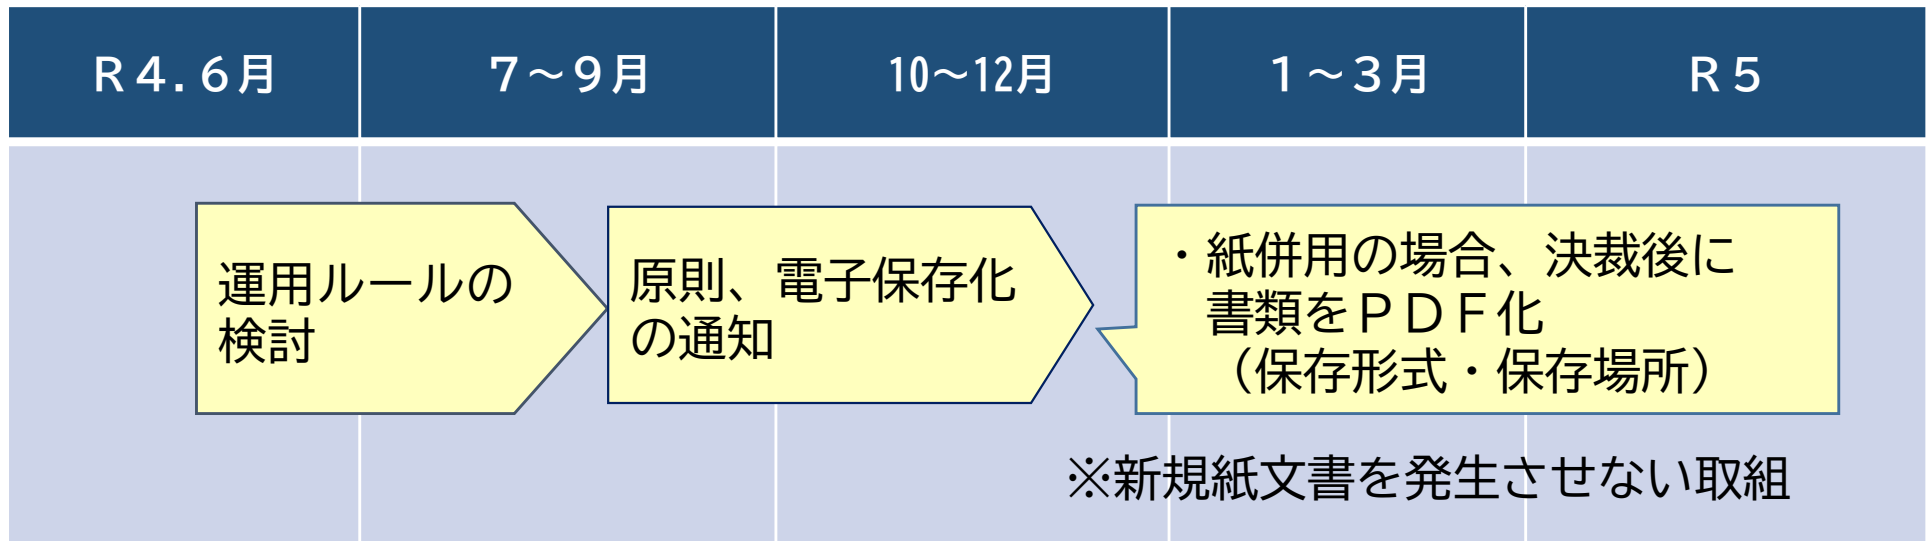 Ｒ４．６月
７～９月
10～12月
１～３月
Ｒ５
運用ルールの
検討
原則、電子保存化
の通知
・紙併用の場合、決裁後に
書類をＰＤＦ化
（保存形式・保存場所）
※新規紙文書を発生させない取組